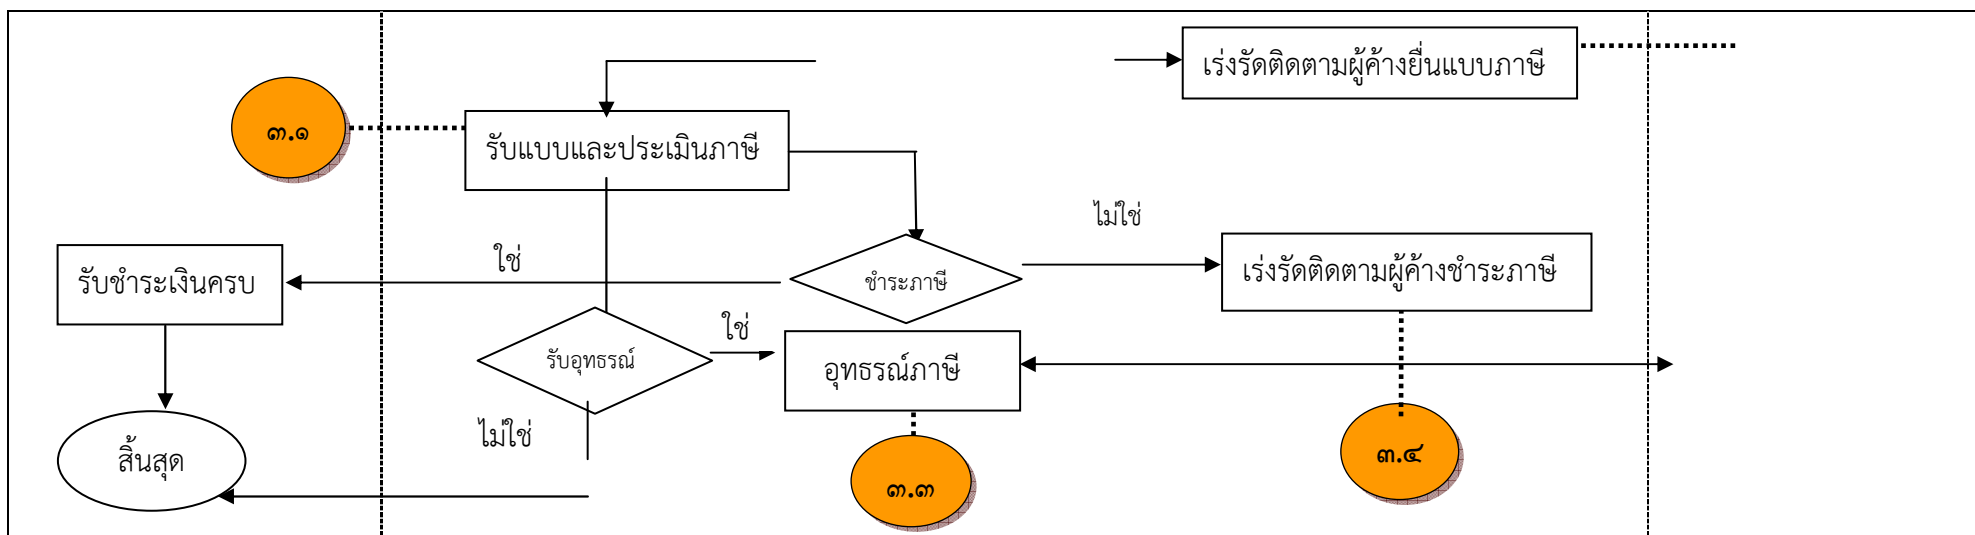 เร่งรัดติดตามผู้ค้างยื่นแบบภาษี
๓.๑
รับแบบและประเมินภาษี
ไม่ใช่
ใช่
รับชำระเงินครบ
ชำระภาษี
เร่งรัดติดตามผู้ค้างชำระภาษี
ใช่
รับอุทธรณ์
อุทธรณ์ภาษี
ไม่ใช่
สิ้นสุด
๓.๔
๓.๓